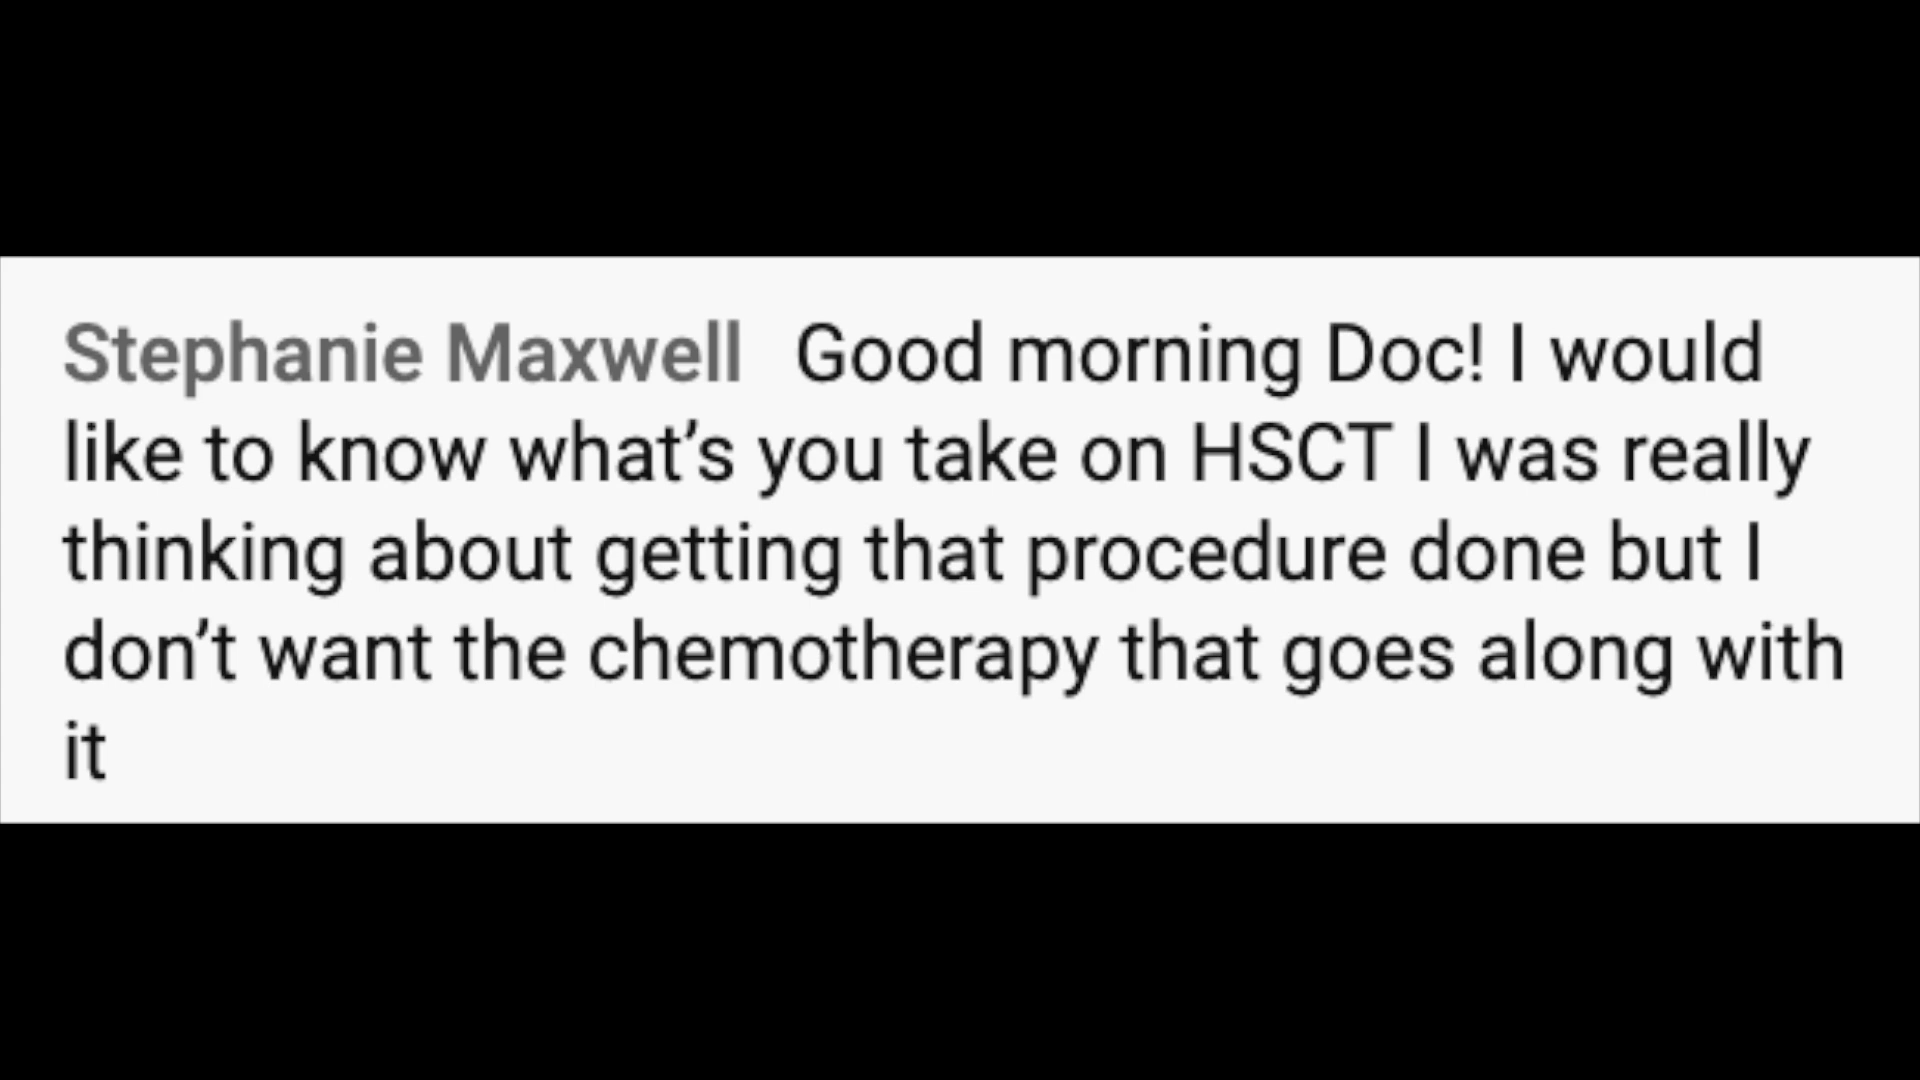 Stephanie Maxwell Good morning Doc! I would
like to know what’s you take on HSCT I was really
thinking about getting that procedure done but I
don’t want the chemotherapy that goes along with
it